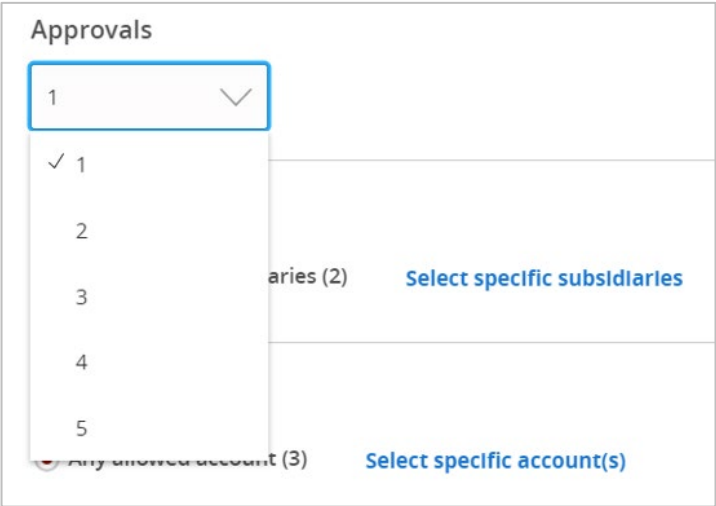 Approvals
1
✓ 1
2
aries (2) Select specific subsidiaries
3
4
5
Any allowed account (3) Select specific account(s)